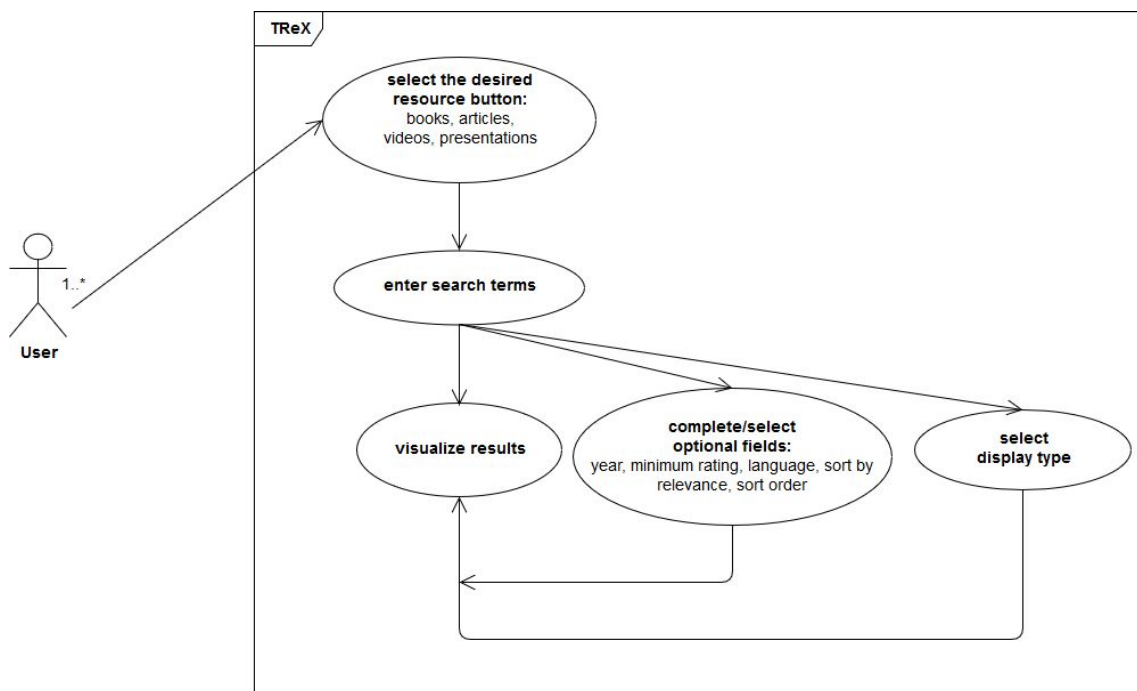 TReX
select the desired
resource button:
books, articles,
videos, presentations
1..*
User
enter search terms
visualize results
complete/select
optional fields:
year, minimum rating, language, sort by
relevance, sort order
select
display type